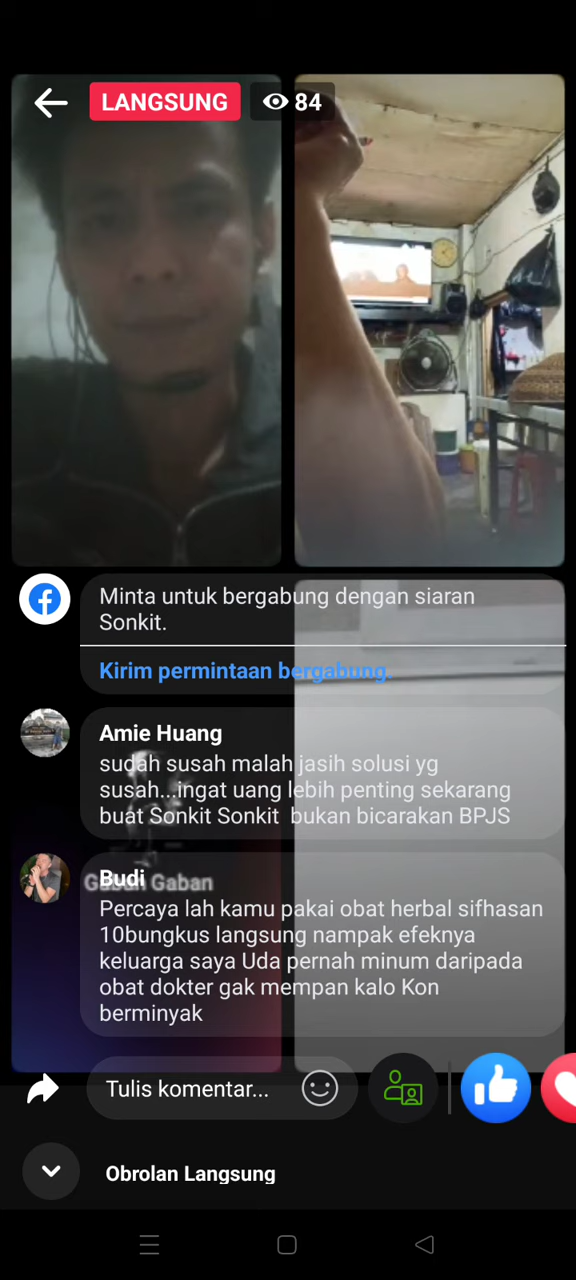 LANGSUNG 84
Minta untuk bergabung dengan siaran
Sonkit.
Kirim permintaan bergabung.
Amie Huang
sudah susah malah jasih solusi yg
susah...ingat uang lebih penting sekarang
buat Sonkit Sonkit bukan bicarakan BPJS
Budi
Gaban Gaban
Percaya lah kamu pakai obat herbal sifhasan
10bungkus langsung nampak efeknya
keluarga saya Uda pernah minum daripada
obat dokter gak mempan kalo Kon
berminyak
Tulis komentar...
Obrolan Langsung